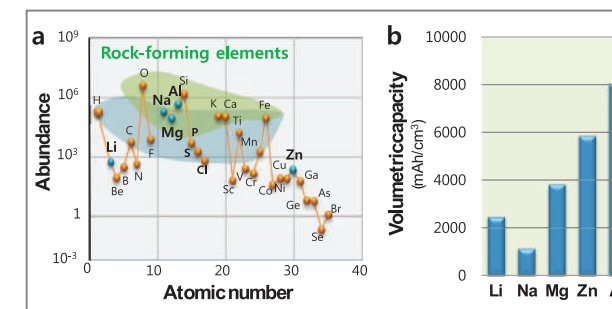 a
Rock-forming elements
Abundance
10⁹
10⁶
10³
1
10⁻³
0
10
20
30
40
Atomic number
H
Li
Be
B
C
N
O
F
Na
Mg
Al
Si
P
S
Cl
K
Ca
Sc
Ti
V
Cr
Mn
Fe
Co
Ni
Cu
Zn
Ga
Ge
As
Se
Br
b
Volumetriccapacity
(mAh/cm³)
10000
8000
6000
4000
2000
0
Li Na Mg Zn